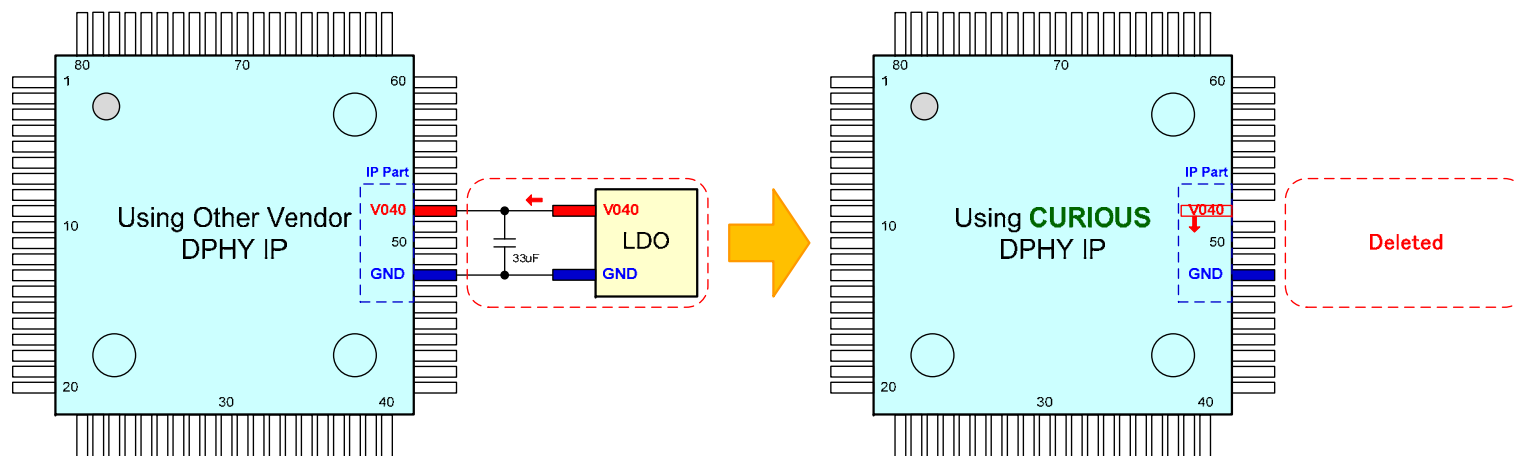 80
70
1
60
IP Part
V040
Using Other Vendor
DPHY IP
10
50
GND
20
30
40
V040
LDO
33uF
GND
80
70
1
60
IP Part
V040
Using CURIOUS
DPHY IP
10
50
GND
20
30
40
Deleted